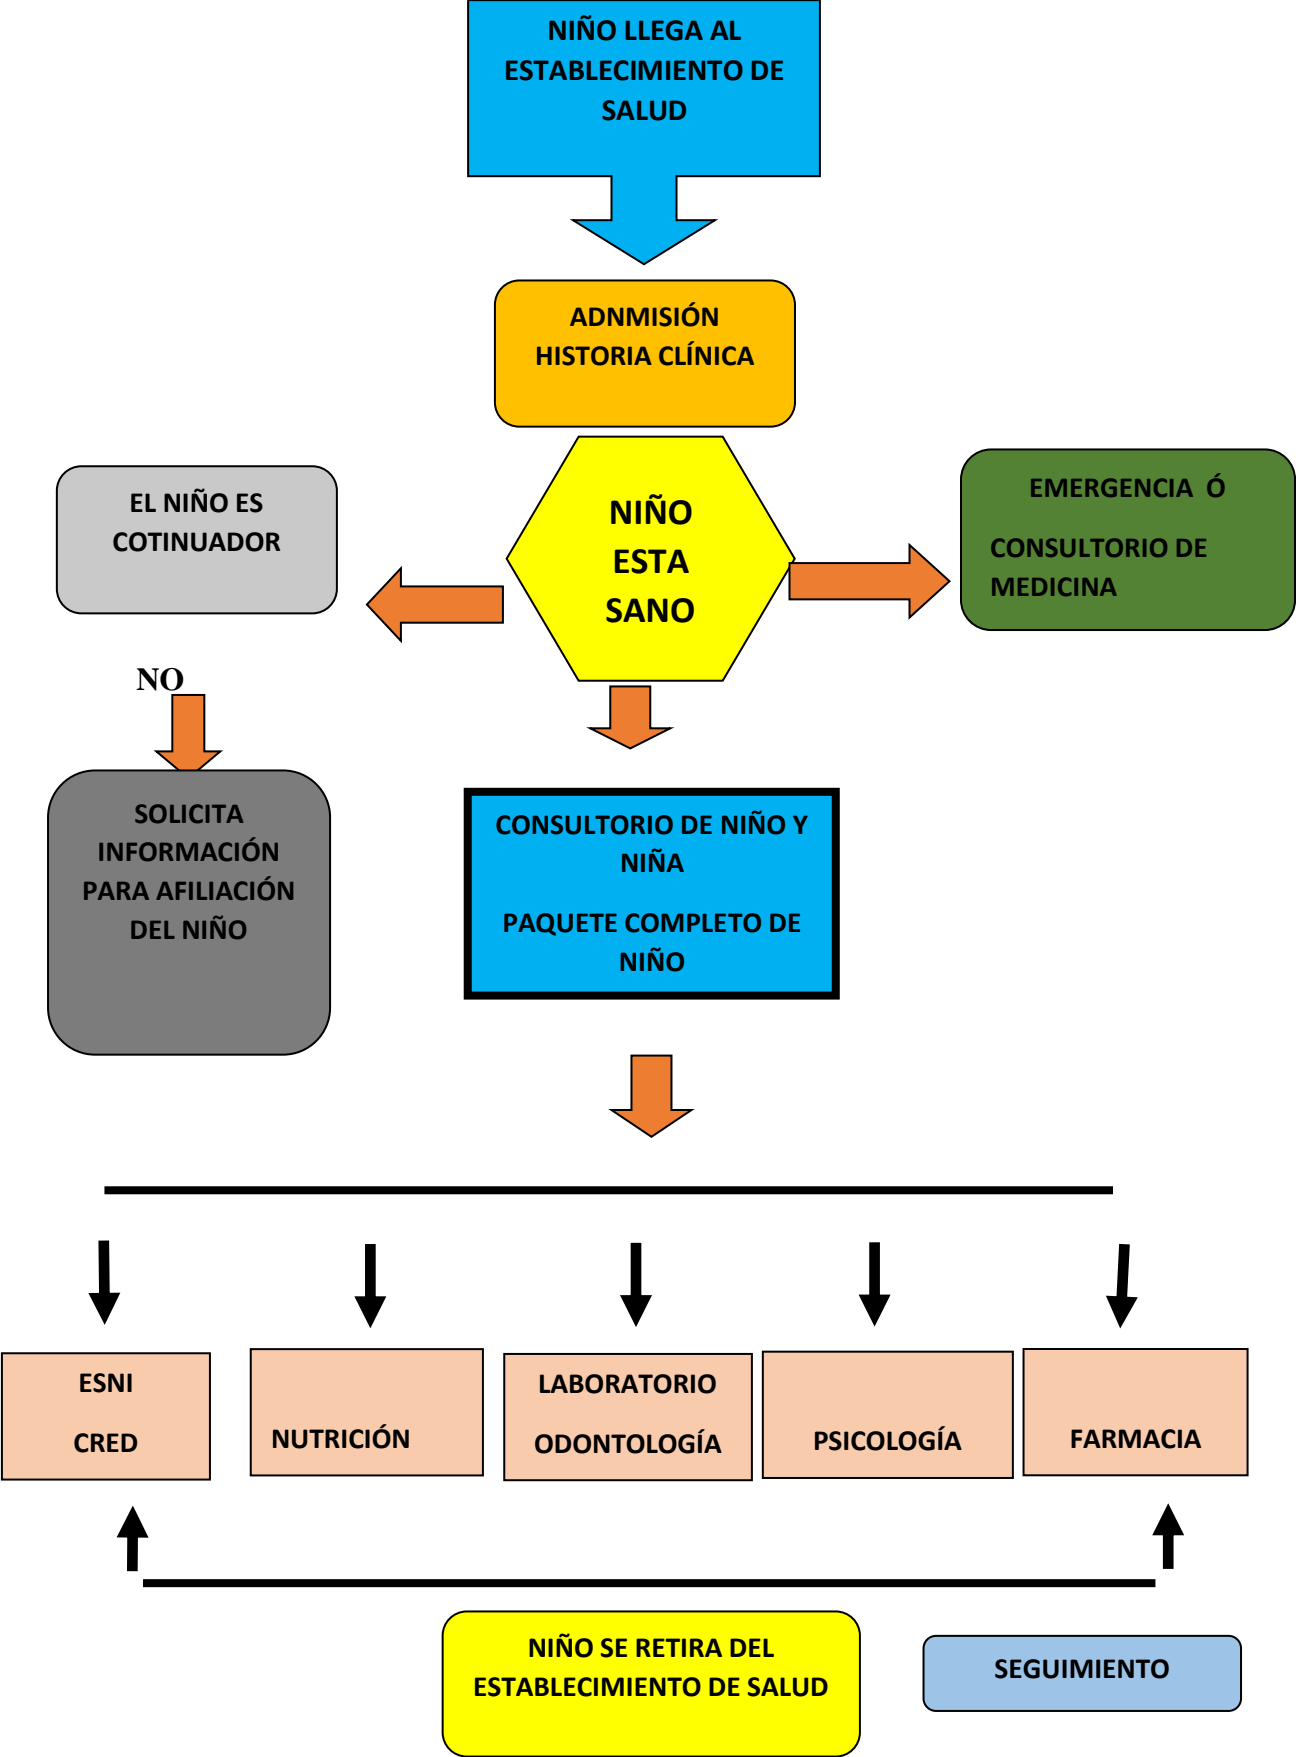 NIÑO LLEGA AL
ESTABLECIMIENTO DE
SALUD
ADNMISIÓN
HISTORIA CLÍNICA
EL NIÑO ES
COTINUADOR
NIÑO
ESTA
SANO
EMERGENCIA Ó
CONSULTORIO DE
MEDICINA
NO
SOLICITA
INFORMACIÓN
PARA AFILIACIÓN
DEL NIÑO
CONSULTORIO DE NIÑO Y
NIÑA
PAQUETE COMPLETO DE
NIÑO
ESNI
CRED
NUTRICIÓN
LABORATORIO
ODONTOLOGÍA
PSICOLOGÍA
FARMACIA
NIÑO SE RETIRA DEL
ESTABLECIMIENTO DE SALUD
SEGUIMIENTO